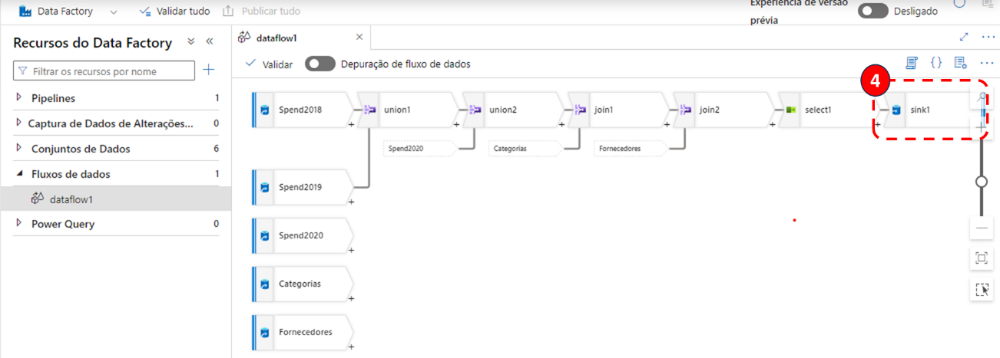 Data Factory
Validar tudo
Publicar tudo
Experiência de versão
prévia
Desligado
Recursos do Data Factory
Filtrar os recursos por nome
Pipelines 1
Captura de Dados de Alterações... 0
Conjuntos de Dados 6
Fluxos de dados 1
dataflow1
Power Query 0
dataflow1
Validar
Depuração de fluxo de dados
4
Spend2018
union1
union2
join1
join2
select1
sink1
Spend2020
Categorias
Fornecedores
Spend2019
Spend2020
Categorias
Fornecedores